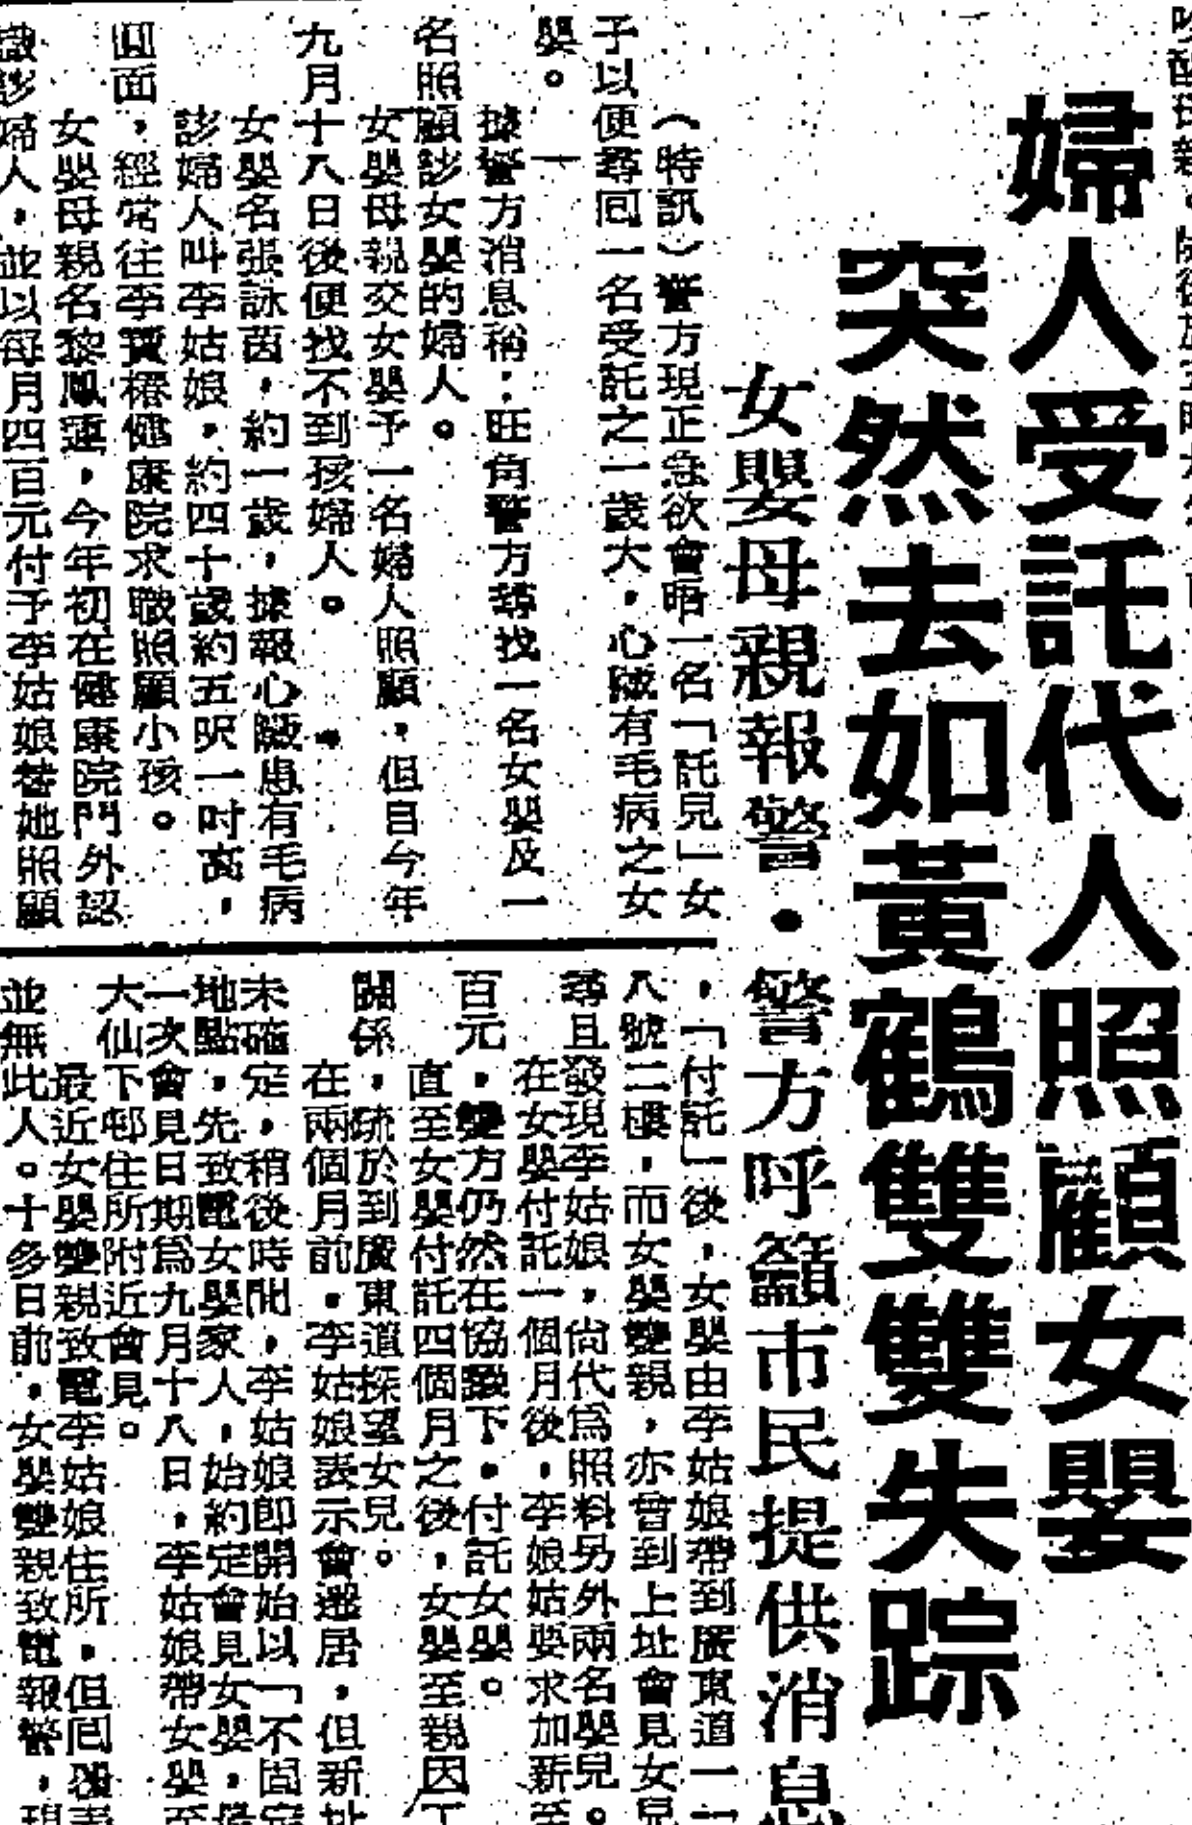 婦人受託代人照顧女嬰
突然去如黃鶴雙雙失踪
女嬰母親報警・警方呼籲市民提供消息
（特訊）警方現正急欲會晤一名「託兒」女
子以便尋回一名受託之一歲大，心臟有毛病之女
嬰。
據警方消息稱：旺角警方尋找一名女嬰及一
名照顧該女嬰的婦人。
女嬰母親交女嬰予一名婦人照顧，但自今年
九月十八日後便找不到孩婦人。
女嬰名張詠茵，約一歲，據報心臟患有毛病
該婦人叫李姑娘，約四十歲約五呎一吋高，
圓面，經常往李寶椿健康院求職照顧小孩。
女嬰母親名黎鳳蓮，今年初在健康院門外認
識該婦人，並以每月四百元付予李姑娘替她照顧
，「付託」後，女嬰由李姑娘帶到廣東道一一
八號二樓，而女嬰雙親，亦曾到上址會見女兒
尋且發現李姑娘，尚代為照料另外兩名嬰兒。
在女嬰付託一個月後，李娘姑要求加新至
百元，雙方仍然在協議下，付託女嬰。
直至女嬰付託四個月之後，女嬰至親因工
關係，疏於到廣東道探望女兒。
在兩個月前，李姑娘表示會遷居，但新址
未確定，稍後時間，李姑娘即開始以「不固定
地點，先致電女嬰家人，始約定會見女嬰，最
一次會見日期為九月十八日，李姑娘帶女嬰至
大仙下邨住所附近會見。
最近女嬰雙親致電李姑娘住所，但回覆表
並無此人。十多日前，女嬰雙親致電報警，現